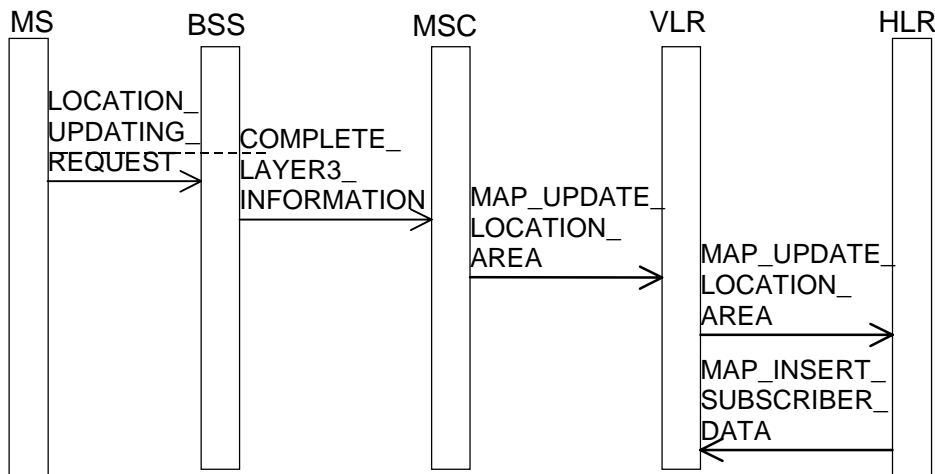 MS
BSS
MSC
VLR
HLR
LOCATION_
UPDATING_
REQUEST
COMPLETE_
LAYER3_
INFORMATION
MAP_UPDATE_
LOCATION_
AREA
MAP_UPDATE_
LOCATION_
AREA
MAP_INSERT_
SUBSCRIBER_
DATA